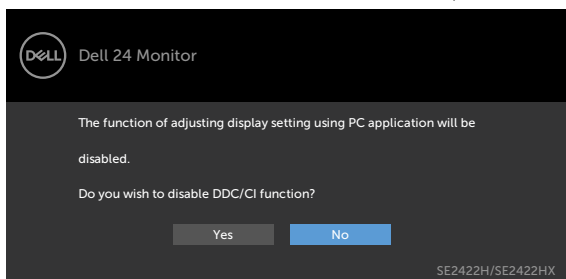 DELL
Dell 24 Monitor
The function of adjusting display setting using PC application will be
disabled.
Do you wish to disable DDC/CI function?
Yes
No
SE2422H/SE2422HX